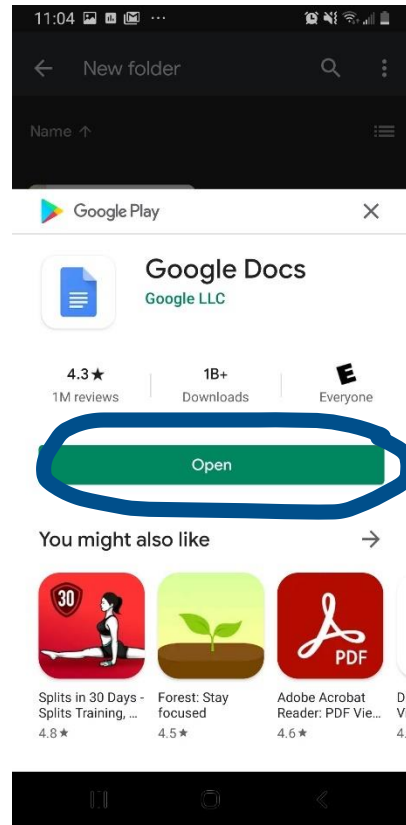 11:04
New folder
Name ↑
Google Play
Google Docs
Google LLC
4.3★ 1B+ E
1M reviews Downloads Everyone
Open
You might also like
30
PDF
Splits in 30 Days - Forest: Stay Adobe Acrobat D
Splits Training, ... focused Reader: PDF Vie... V
4.8★ 4.5★ 4.6★ 4.